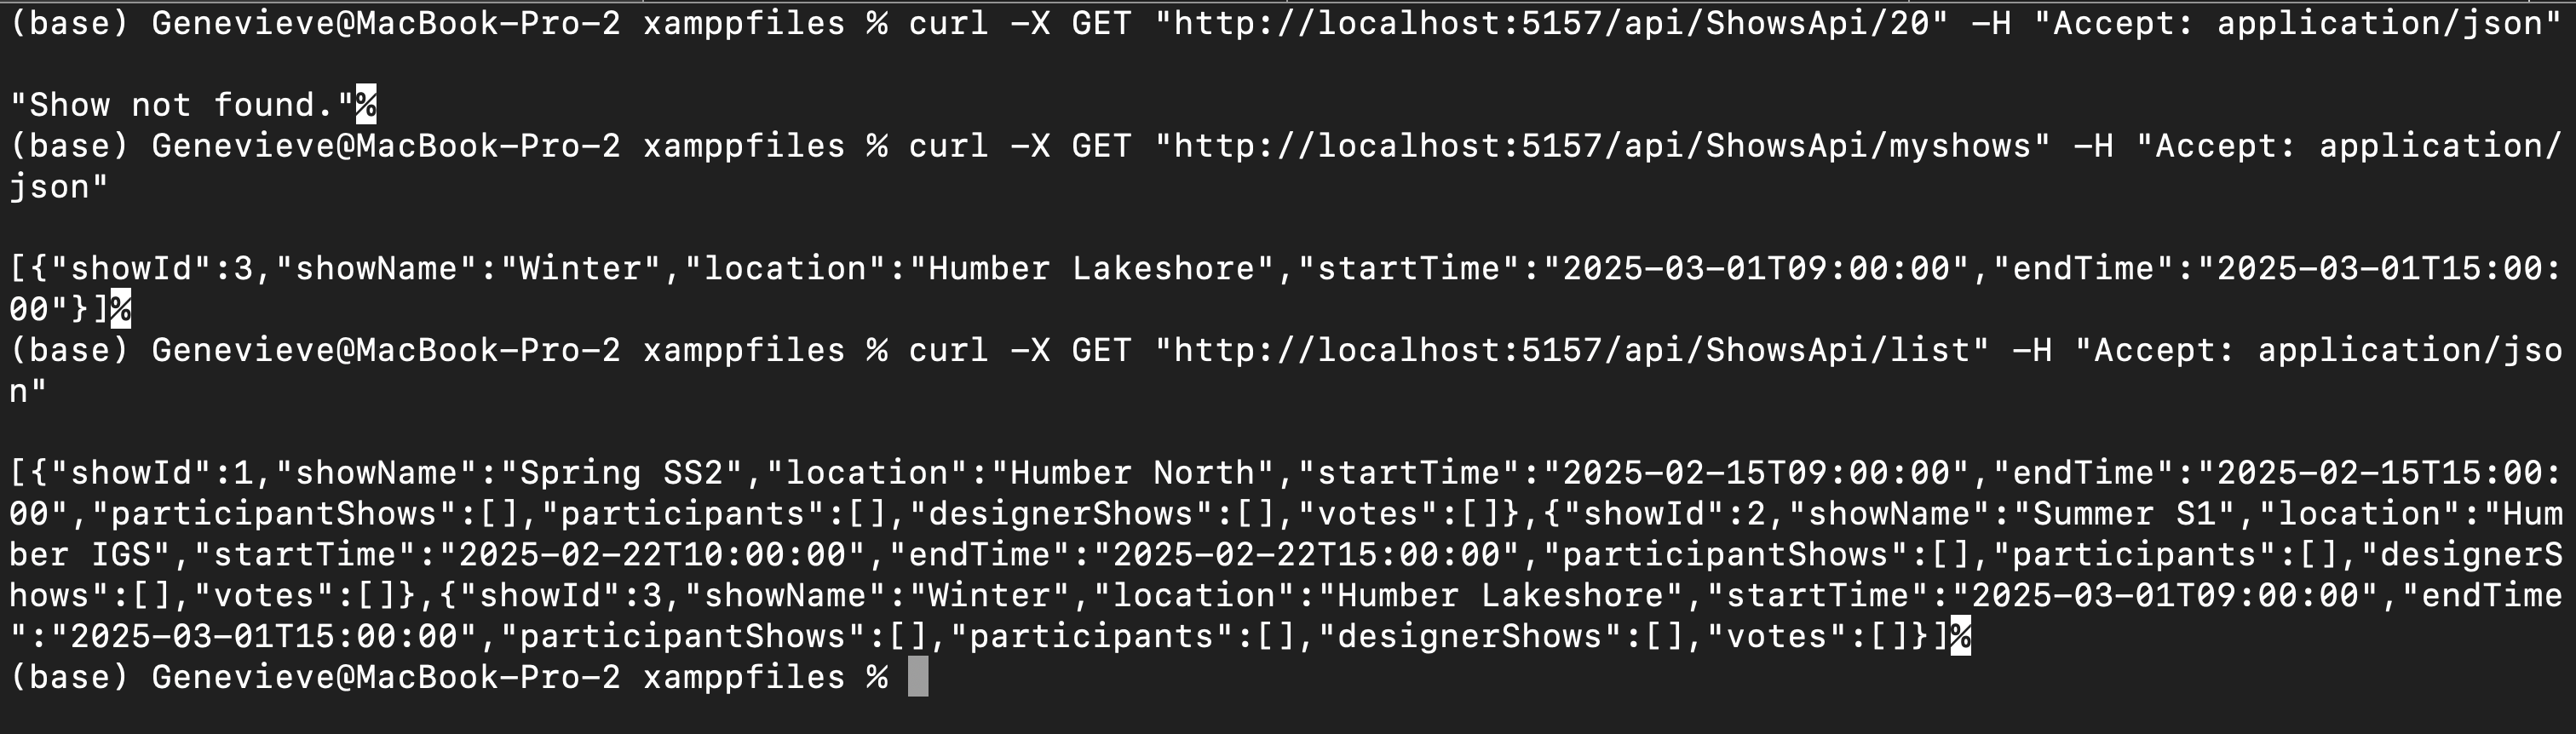 (base) Genevieve@MacBook-Pro-2 xamppfiles % curl -X GET "http://localhost:5157/api/ShowsApi/20" -H "Accept: application/json"
"Show not found."%
(base) Genevieve@MacBook-Pro-2 xamppfiles % curl -X GET "http://localhost:5157/api/ShowsApi/myshows" -H "Accept: application/
json"
[{"showId":3,"showName":"Winter","location":"Humber Lakeshore","startTime":"2025-03-01T09:00:00","endTime":"2025-03-01T15:00:
00"}]%
(base) Genevieve@MacBook-Pro-2 xamppfiles % curl -X GET "http://localhost:5157/api/ShowsApi/list" -H "Accept: application/jso
n"
[{"showId":1,"showName":"Spring SS2","location":"Humber North","startTime":"2025-02-15T09:00:00","endTime":"2025-02-15T15:00:
00","participantShows":[],"participants":[],"designerShows":[],"votes":[]},{"showId":2,"showName":"Summer S1","location":"Hum
ber IGS","startTime":"2025-02-22T10:00:00","endTime":"2025-02-22T15:00:00","participantShows":[],"participants":[],"designerS
hows":[],"votes":[]},{"showId":3,"showName":"Winter","location":"Humber Lakeshore","startTime":"2025-03-01T09:00:00","endTime
":"2025-03-01T15:00:00","participantShows":[],"participants":[],"designerShows":[],"votes":[]}]%
(base) Genevieve@MacBook-Pro-2 xamppfiles %